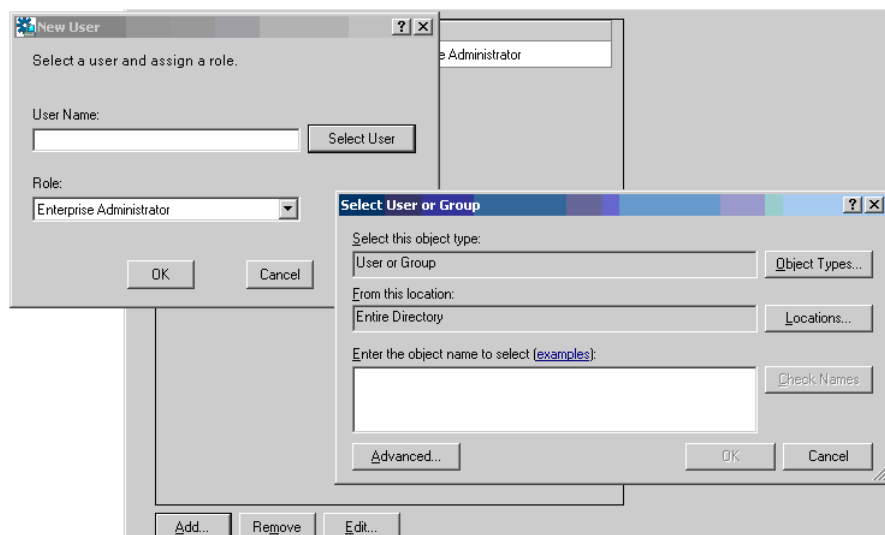 New User
Select a user and assign a role.
User Name:
Select User
Role:
Enterprise Administrator
OK Cancel
e Administrator
Select User or Group
Select this object type:
User or Group Object Types...
From this location:
Entire Directory Locations...
Enter the object name to select (examples):
Check Names
Advanced... OK Cancel
Add... Remove Edit...